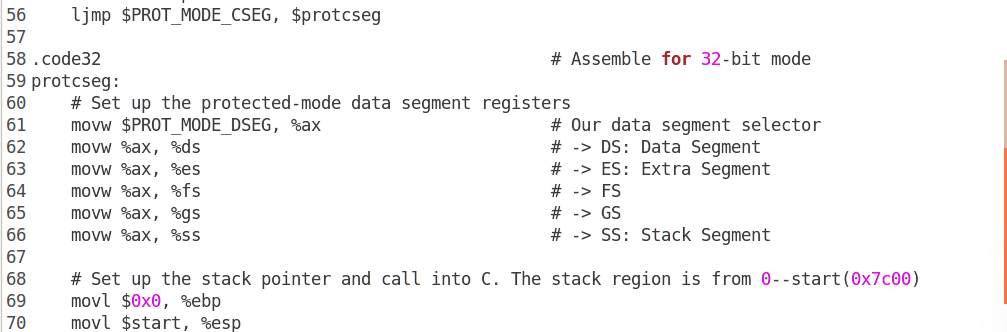 56 ljmp $PROT_MODE_CSEG, $protcseg
57
58 .code32 # Assemble for 32-bit mode
59 protcseg:
60 # Set up the protected-mode data segment registers
61 movw $PROT_MODE_DSEG, %ax # Our data segment selector
62 movw %ax, %ds # -> DS: Data Segment
63 movw %ax, %es # -> ES: Extra Segment
64 movw %ax, %fs # -> FS
65 movw %ax, %gs # -> GS
66 movw %ax, %ss # -> SS: Stack Segment
67
68 # Set up the stack pointer and call into C. The stack region is from 0--start(0x7c00)
69 movl $0x0, %ebp
70 movl $start, %esp